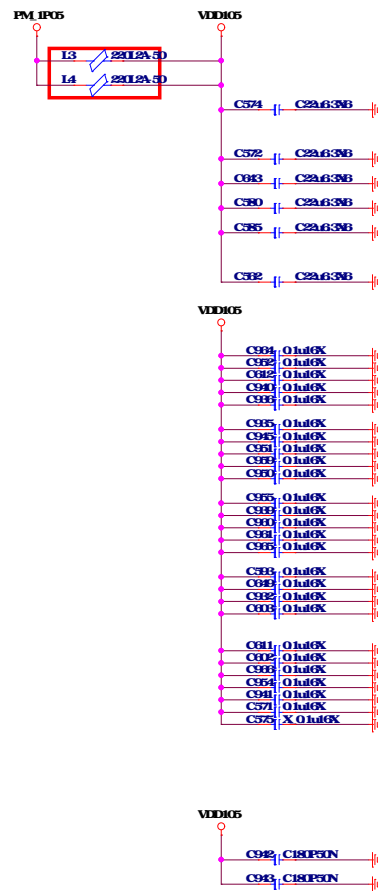 PM_1P05 VDD105
L3 220L2A-50
L4 220L2A-50
C574 C22u6.3X6
C572 C22u6.3X6
C643 C22u6.3X6
C580 C22u6.3X6
C585 C22u6.3X6
C562 C22u6.3X6
VDD105
C964 0.1u16X
C952 0.1u16X
C612 0.1u16X
C940 0.1u16X
C936 0.1u16X
C935 0.1u16X
C945 0.1u16X
C951 0.1u16X
C959 0.1u16X
C950 0.1u16X
C955 0.1u16X
C939 0.1u16X
C960 0.1u16X
C961 0.1u16X
C965 0.1u16X
C593 0.1u16X
C649 0.1u16X
C932 0.1u16X
C603 0.1u16X
C611 0.1u16X
C602 0.1u16X
C966 0.1u16X
C954 0.1u16X
C941 0.1u16X
C571 0.1u16X
C575 X_0.1u16X
VDD105
C942 C180P50N
C943 C180P50N